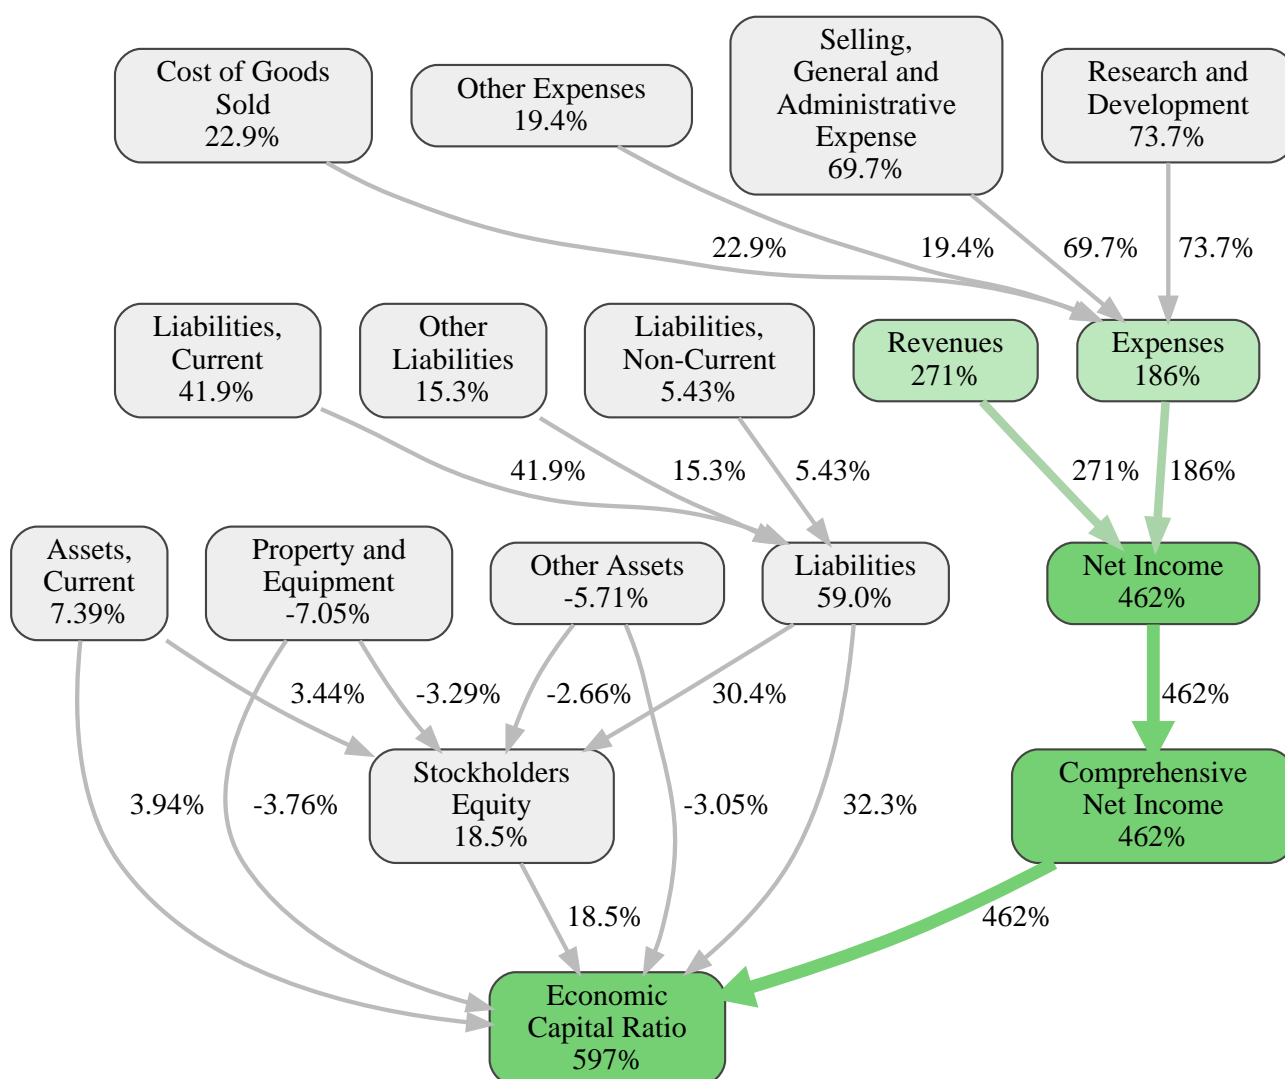 Cost of Goods
Sold
22.9%
Other Expenses
19.4%
Selling,
General and
Administrative
Expense
69.7%
Research and
Development
73.7%
22.9%
19.4%
69.7%
73.7%
Liabilities,
Current
41.9%
Other
Liabilities
15.3%
Liabilities,
Non-Current
5.43%
Revenues
271%
Expenses
186%
41.9%
15.3%
5.43%
271%
186%
Assets,
Current
7.39%
Property and
Equipment
-7.05%
Other Assets
-5.71%
Liabilities
59.0%
Net Income
462%
3.44%
-3.29%
-2.66%
30.4%
462%
Stockholders
Equity
18.5%
Comprehensive
Net Income
462%
3.94%
-3.76%
-3.05%
32.3%
18.5%
462%
Economic
Capital Ratio
597%